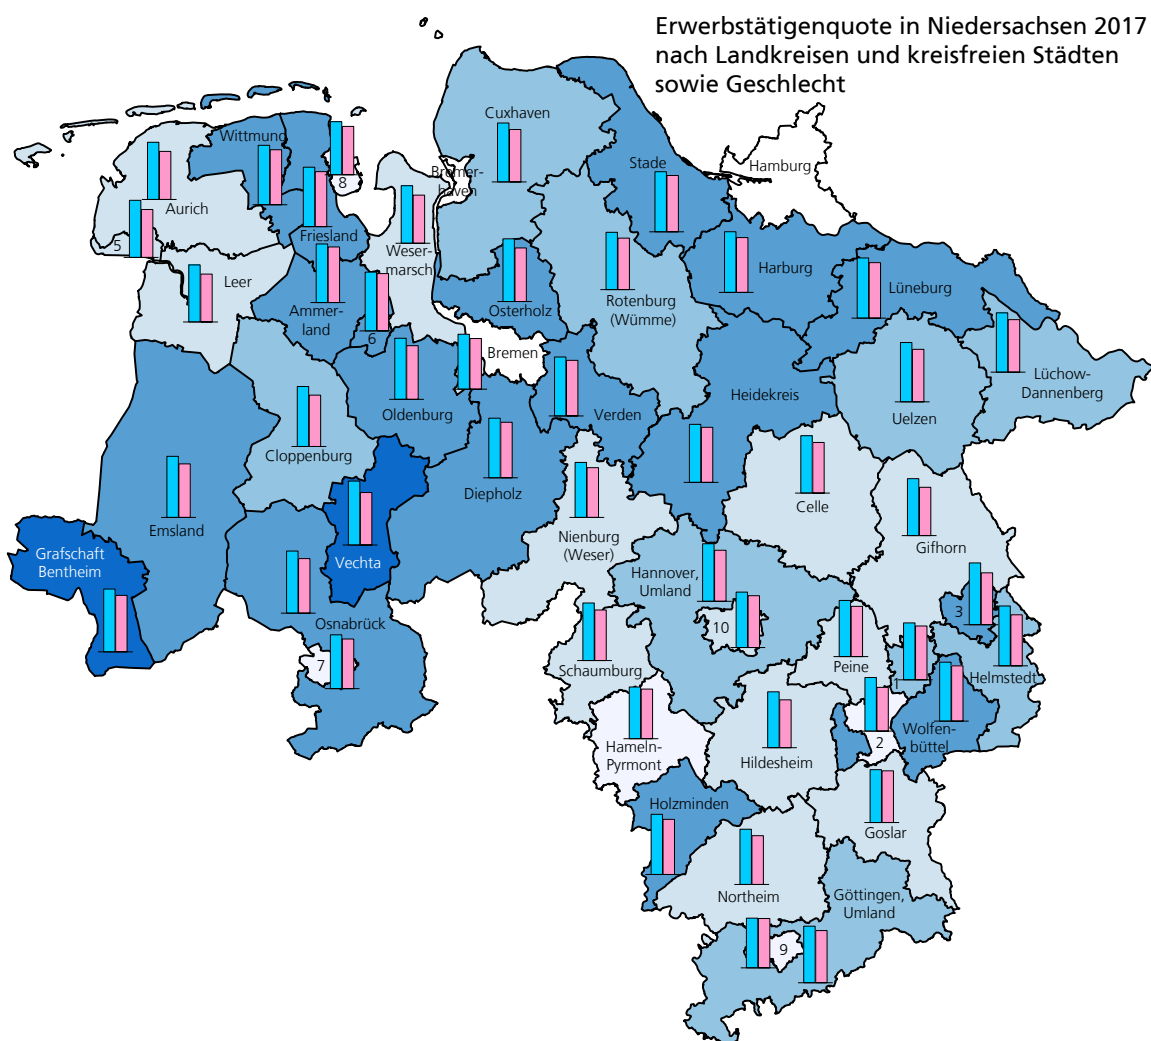 Erwerbstätigenquote in Niedersachsen 2017
nach Landkreisen und kreisfreien Städten
sowie Geschlecht
Cuxhaven
Wittmund
Stade
Hamburg
Bremer-
haven
8
Aurich
5
Friesland
Weser-
marsch
Leer
Harburg
Lüneburg
Ammer-
land
6
Osterholz
Rotenburg
(Wümme)
Bremen
Lüchow-
Dannenberg
Oldenburg
Verden
Heidekreis
Uelzen
Cloppenburg
Diepholz
Celle
Emsland
Nienburg
(Weser)
Gifhorn
Grafschaft
Bentheim
Vechta
Hannover,
Umland
3
Osnabrück
10
7
Schaumburg
Peine
1
Helmstedt
Hameln-
Pyrmont
Hildesheim
2
Wolfen-
büttel
Holzminden
Goslar
Northeim
Göttingen,
Umland
9